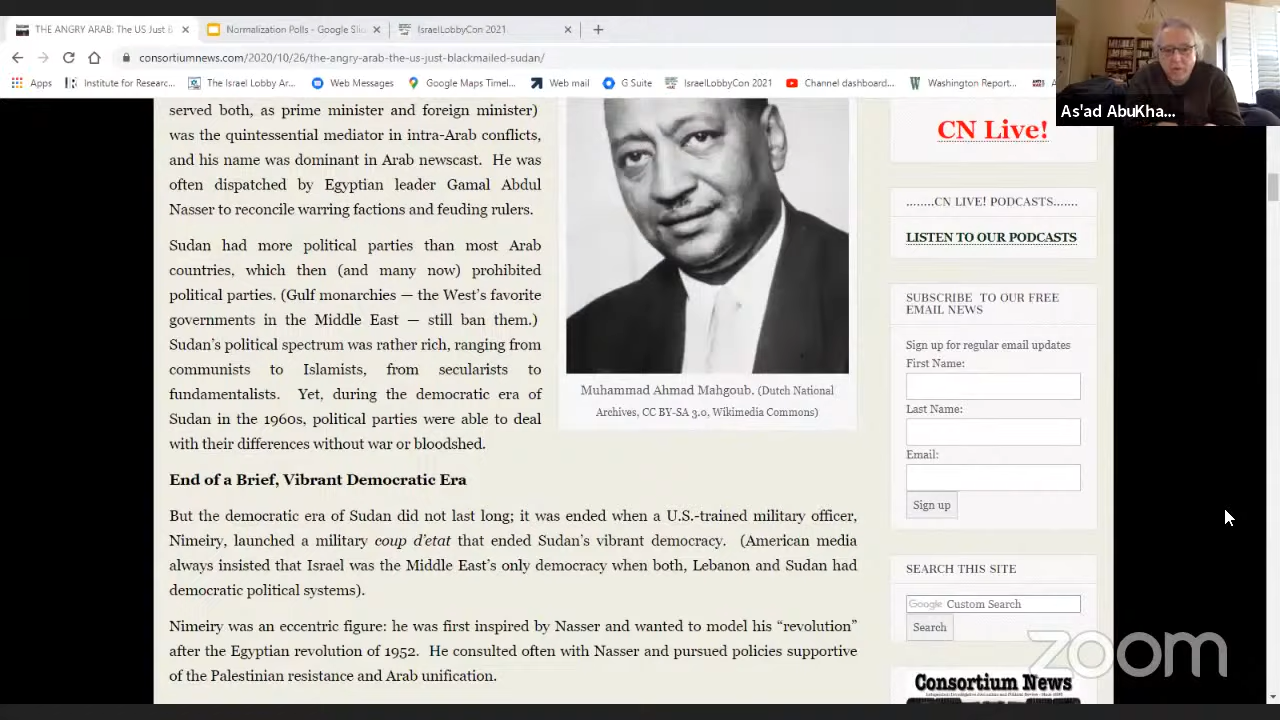 THE ANGRY ARAB: The US Just B
Normalization Polls - Google Sli
IsraelLobbyCon 2021
consortiumnews.com/2020/10/26/the-angry-arab-the-us-just-blackmailed-sudan/
Apps
Institute for Researc...
The Israel Lobby Ar...
Web Messages
Google Maps Timel...
Web mail
G Suite
IsraelLobbyCon 2021
Channel dashboard...
Washington Report...
As'ad AbuKha...
served both, as prime minister and foreign minister)
was the quintessential mediator in intra-Arab conflicts,
and his name was dominant in Arab newscast. He was
often dispatched by Egyptian leader Gamal Abdul
Nasser to reconcile warring factions and feuding rulers.
Sudan had more political parties than most Arab
countries, which then (and many now) prohibited
political parties. (Gulf monarchies — the West's favorite
governments in the Middle East — still ban them.)
Sudan's political spectrum was rather rich, ranging from
communists to Islamists, from secularists to
fundamentalists. Yet, during the democratic era of
Sudan in the 1960s, political parties were able to deal
with their differences without war or bloodshed.
Muhammad Ahmad Mahgoub. (Dutch National
Archives, CC BY-SA 3.0, Wikimedia Commons)
End of a Brief, Vibrant Democratic Era
But the democratic era of Sudan did not last long; it was ended when a U.S.-trained military officer,
Nimeiry, launched a military coup d'etat that ended Sudan's vibrant democracy. (American media
always insisted that Israel was the Middle East's only democracy when both, Lebanon and Sudan had
democratic political systems).
Nimeiry was an eccentric figure: he was first inspired by Nasser and wanted to model his “revolution”
after the Egyptian revolution of 1952. He consulted often with Nasser and pursued policies supportive
of the Palestinian resistance and Arab unification.
CN Live!
........CN LIVE! PODCASTS.......
LISTEN TO OUR PODCASTS
SUBSCRIBE TO OUR FREE
EMAIL NEWS
Sign up for regular email updates
First Name:
Last Name:
Email:
Sign up
SEARCH THIS SITE
Google Custom Search
Search
Consortium News
zoom